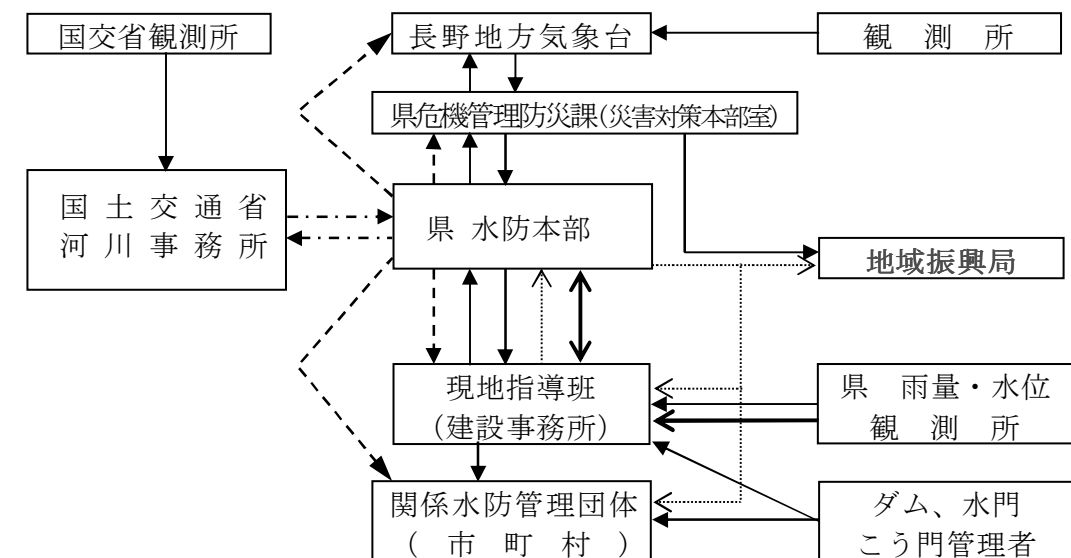 国交省観測所
長野地方気象台
観　測　所
県危機管理防災課(災害対策本部室)
国 土 交 通 省
河 川 事 務 所
県 水防本部
地域振興局
現地指導班
(建設事務所)
県　雨量・水位
観　測　所
関係水防管理団体
(　市　町　村　)
ダム、水門
こう門管理者